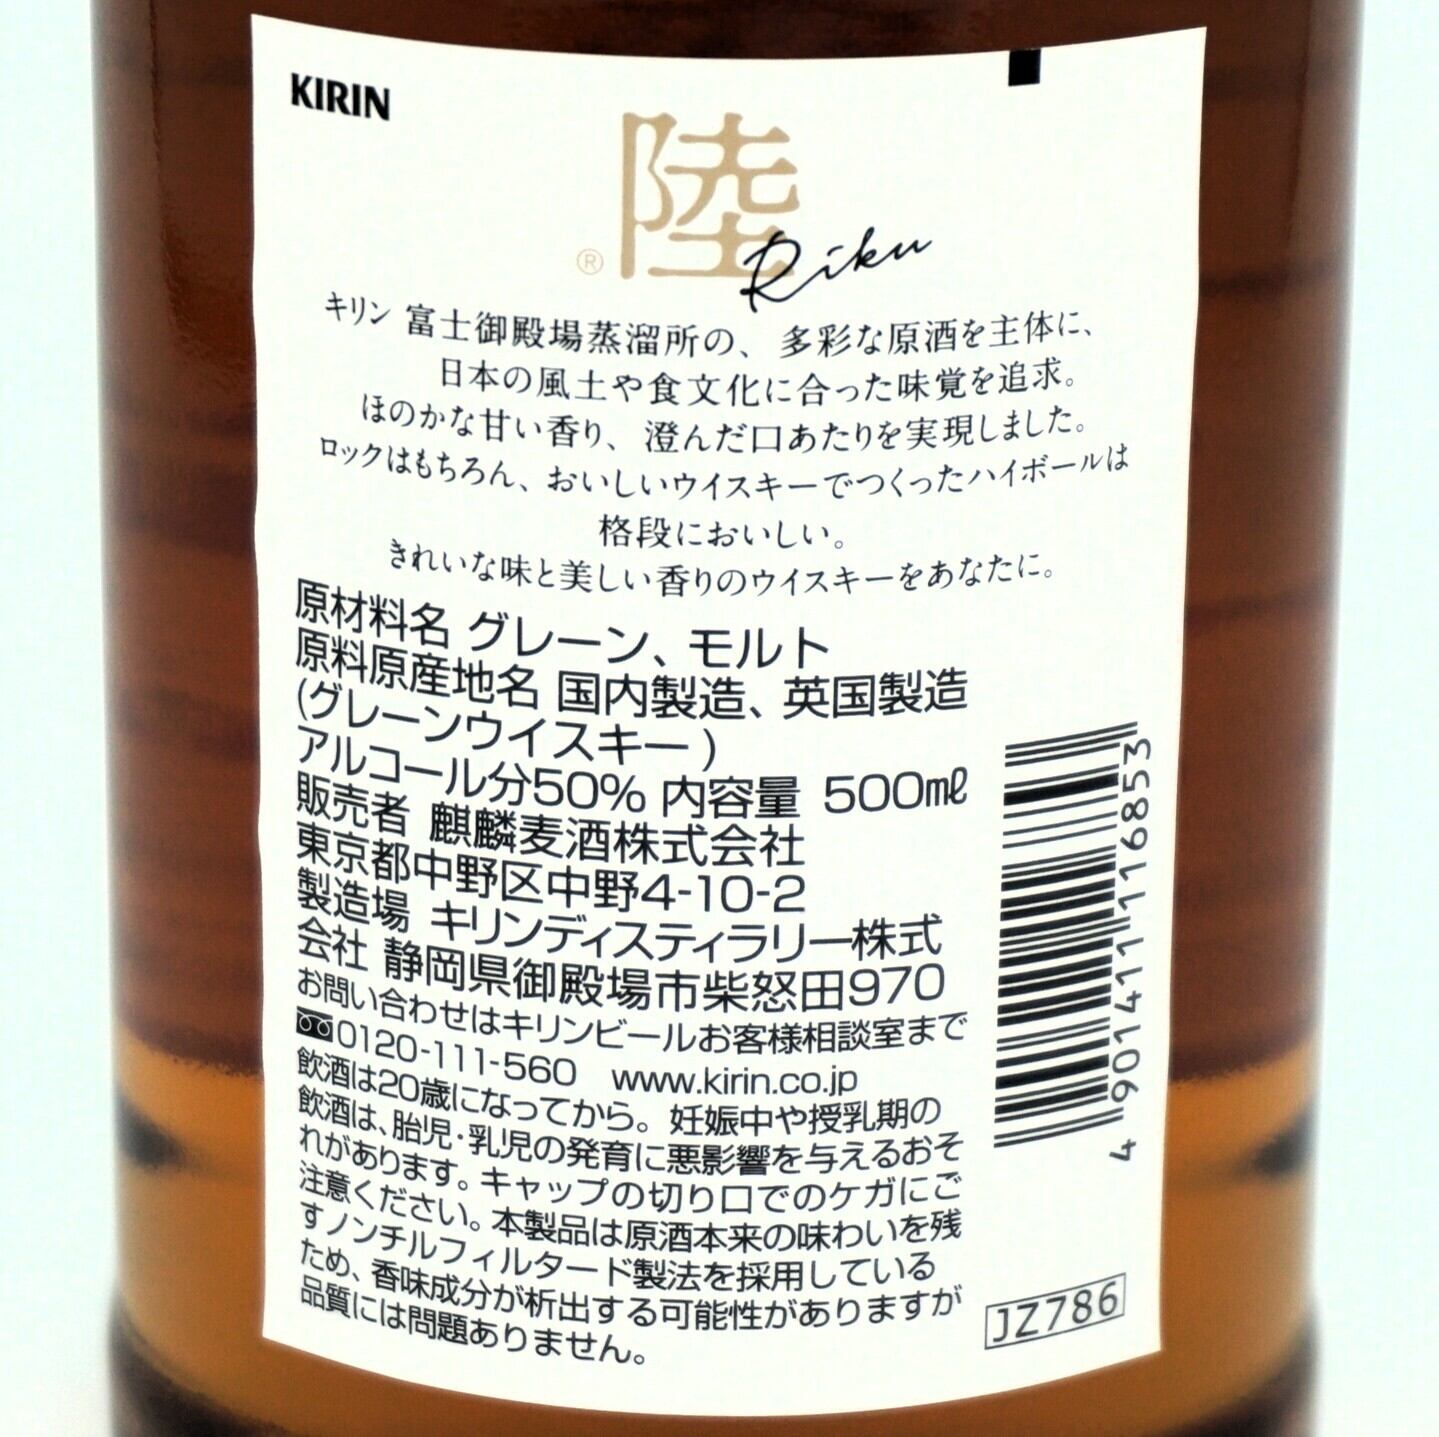 KIRIN
陸
Riku
®
キリン 富士御殿場蒸溜所の、多彩な原酒を主体に、
日本の風土や食文化に合った味覚を追求。
ほのかな甘い香り、澄んだ口あたりを実現しました。
ロックはもちろん、おいしいウイスキーでつくったハイボールは
格段においしい。
きれいな味と美しい香りのウイスキーをあなたに。
原材料名 グレーン、モルト
原料原産地名 国内製造、英国製造
(グレーンウイスキー)
アルコール分50% 内容量 500mℓ
販売者 麒麟麦酒株式会社
東京都中野区中野4-10-2
製造場 キリンディスティラリー株式
会社 静岡県御殿場市柴怒田970
お問い合わせはキリンビールお客様相談室まで
0120-111-560 www.kirin.co.jp
飲酒は20歳になってから。妊娠中や授乳期の
飲酒は、胎児・乳児の発育に悪影響を与えるおそ
れがあります。キャップの切り口でのケガにご
注意ください。本製品は原酒本来の味わいを残
すノンチルフィルタード製法を採用している
ため、香味成分が析出する可能性がありますが
品質には問題ありません。
4 901411 116853
JZ786